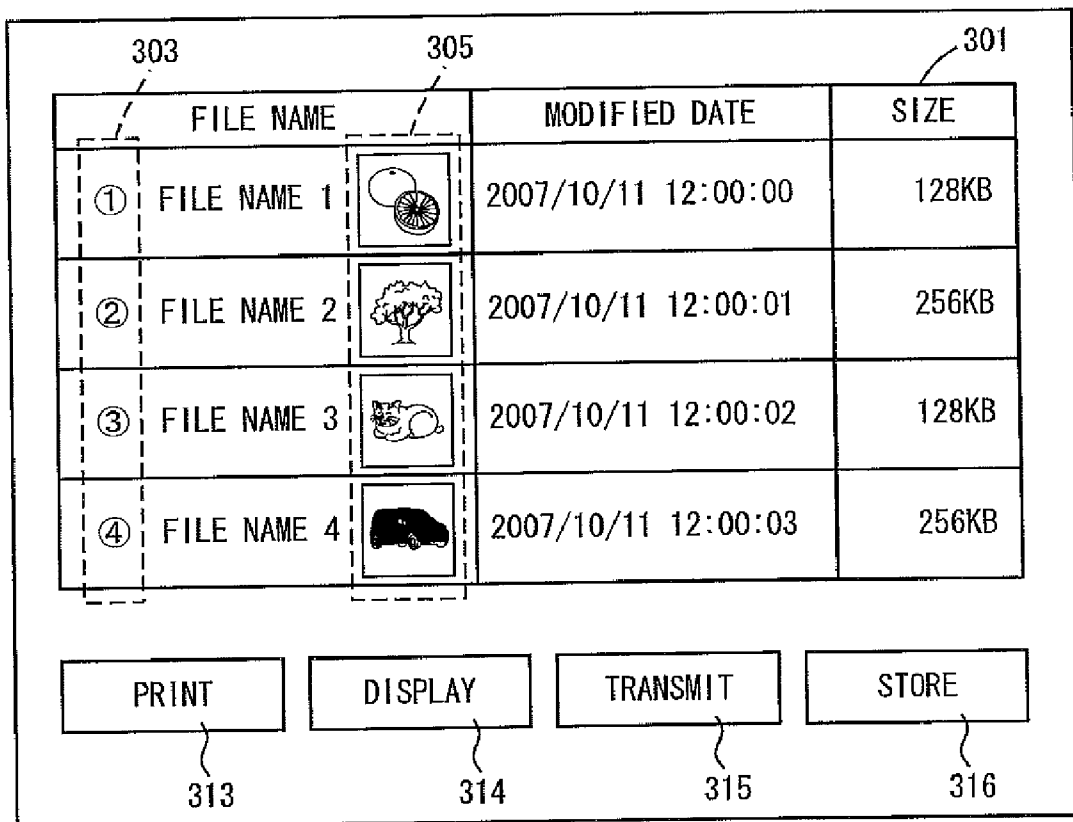 303 305 301
FILE NAME MODIFIED DATE SIZE
① FILE NAME 1 2007/10/11 12:00:00 128KB
② FILE NAME 2 2007/10/11 12:00:01 256KB
③ FILE NAME 3 2007/10/11 12:00:02 128KB
④ FILE NAME 4 2007/10/11 12:00:03 256KB
PRINT DISPLAY TRANSMIT STORE
313 314 315 316